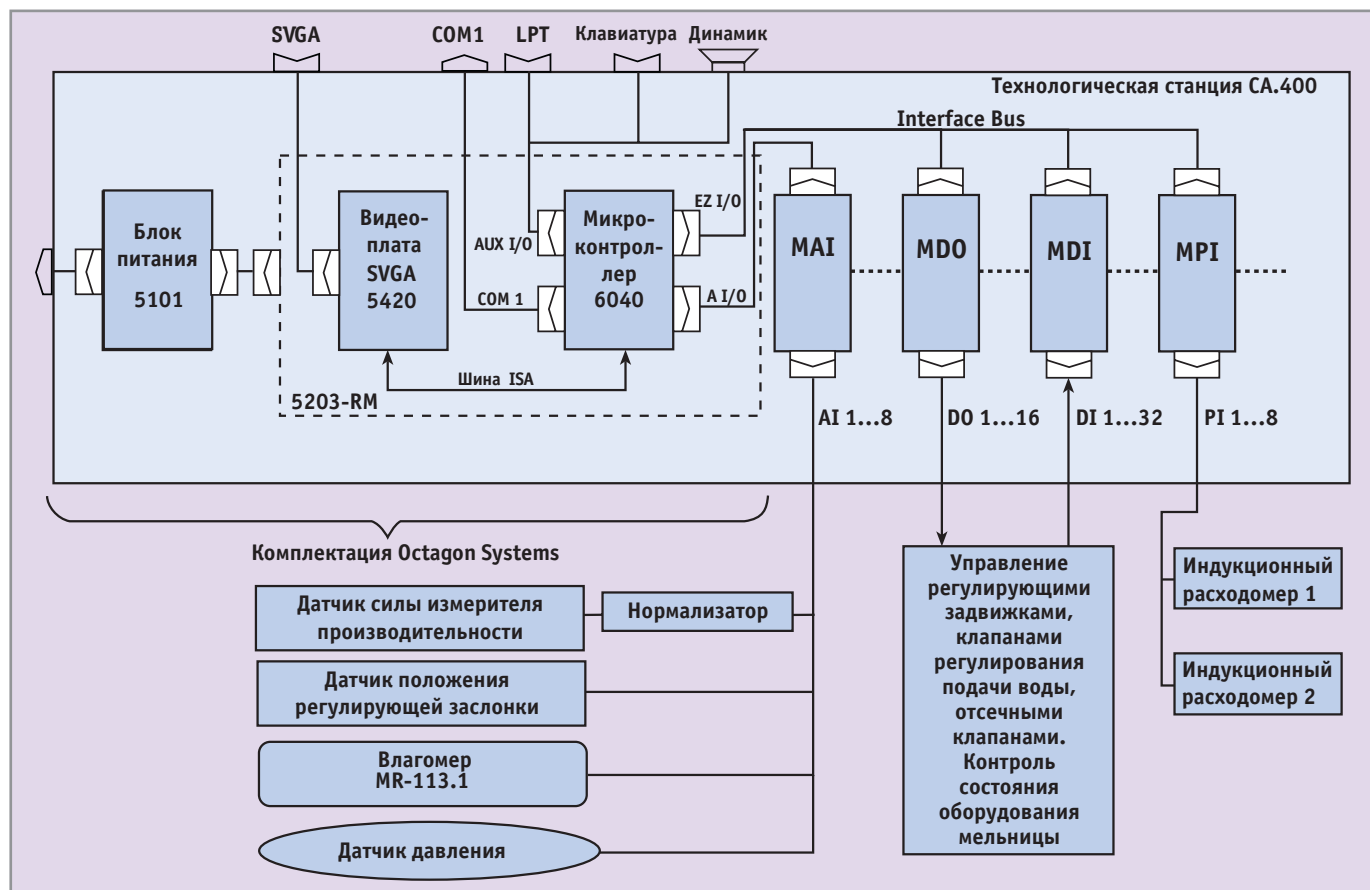 SVGA
COM1
LPT
Клавиатура
Динамик
Технологическая станция СА.400
Interface Bus
Блок
питания
5101
Видео-
плата
SVGA
5420
AUX I/O
COM 1
Микро-
контрол-
лер
6040
EZ I/O
A I/O
MAI
MDO
MDI
MPI
Шина ISA
5203-RM
AI 1...8
DO 1...16
DI 1...32
PI 1...8
Комплектация Octagon Systems
Датчик силы измерителя
производительности
Нормализатор
Датчик положения
регулирующей заслонки
Влагомер
MR-113.1
Датчик давления
Управление
регулирующими
задвижками,
клапанами
регулирования
подачи воды,
отсечными
клапанами.
Контроль
состояния
оборудования
мельницы
Индукционный
расходомер 1
Индукционный
расходомер 2